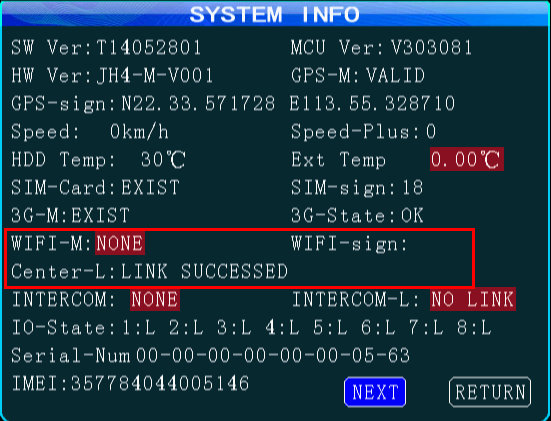 SYSTEM INFO
SW Ver:T14052801 MCU Ver:V303081
HW Ver:JH4-M-V001 GPS-M:VALID
GPS-sign:N22.33.571728 E113.55.328710
Speed: 0km/h Speed-Plus:0
HDD Temp: 30℃ Ext Temp 0.00℃
SIM-Card:EXIST SIM-sign:18
3G-M:EXIST 3G-State:OK
WIFI-M:NONE WIFI-sign:
Center-L:LINK SUCCESSED
INTERCOM: NONE INTERCOM-L: NO LINK
IO-State:1:L 2:L 3:L 4:L 5:L 6:L 7:L 8:L
Serial-Num 00-00-00-00-00-00-05-63
IMEI:357784044005146 NEXT RETURN